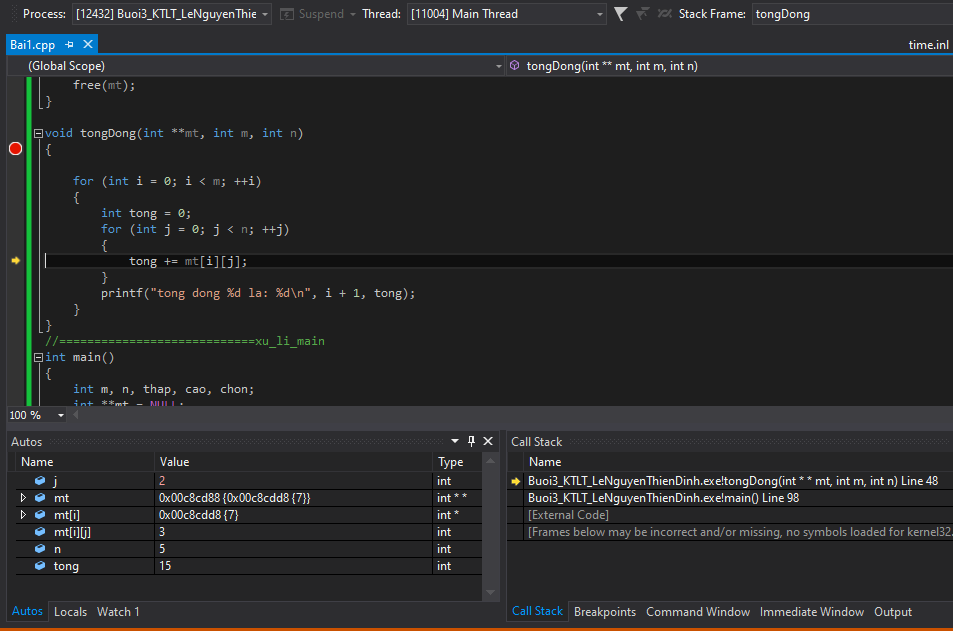 Process: [12432] Buoi3_KTLT_LeNguyenThie Suspend Thread: [11004] Main Thread Stack Frame: tongDong
Bai1.cpp time.inl
(Global Scope) tongDong(int ** mt, int m, int n)
free(mt);
}
void tongDong(int **mt, int m, int n)
{
for (int i = 0; i < m; ++i)
{
int tong = 0;
for (int j = 0; j < n; ++j)
{
tong += mt[i][j];
}
printf("tong dong %d la: %d\n", i + 1, tong);
}
}
//============================xu_li_main
int main()
{
int m, n, thap, cao, chon;
int **mt = NULL;
100 %
Autos
Name Value Type
j 2 int
mt 0x00c8cd88 {0x00c8cdd8 {7}} int * *
mt[i] 0x00c8cdd8 {7} int *
mt[i][j] 3 int
n 5 int
tong 15 int
Autos Locals Watch 1
Call Stack
Name
Buoi3_KTLT_LeNguyenThienDinh.exe!tongDong(int * * mt, int m, int n) Line 48
Buoi3_KTLT_LeNguyenThienDinh.exe!main() Line 98
[External Code]
[Frames below may be incorrect and/or missing, no symbols loaded for kernel32.
Call Stack Breakpoints Command Window Immediate Window Output